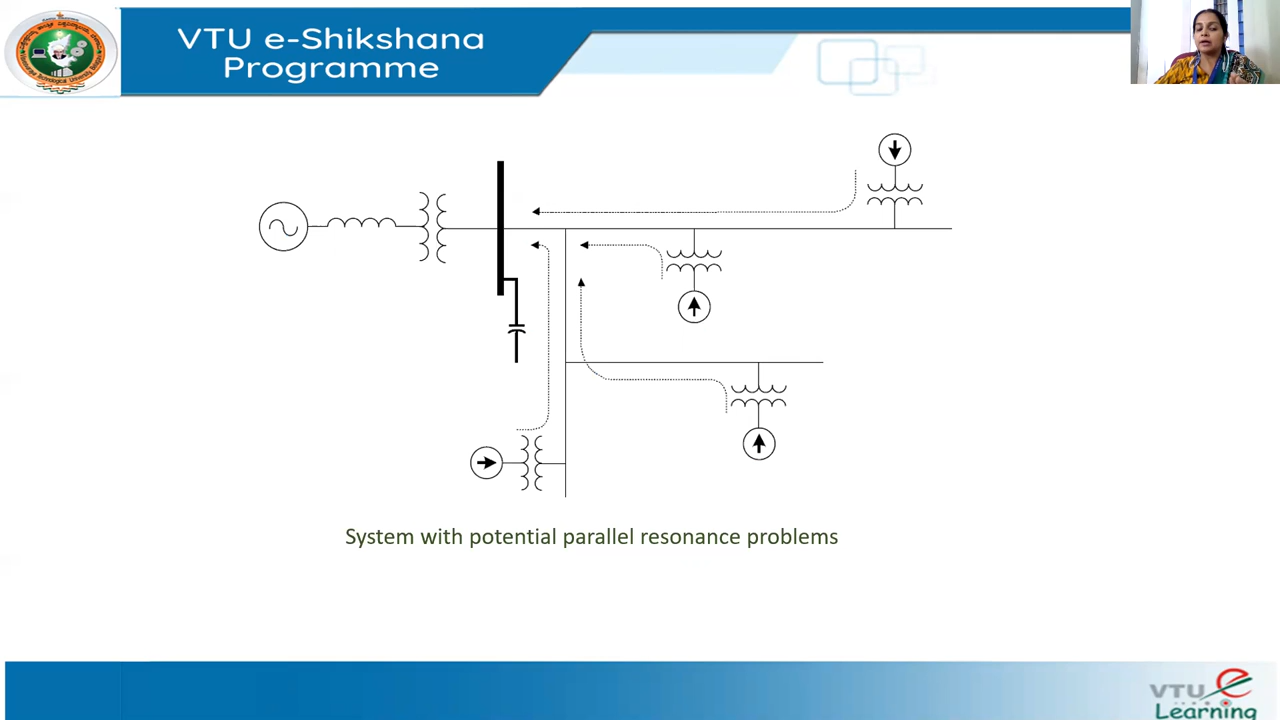 VTU e-Shikshana
Programme
System with potential parallel resonance problems
VTU
Learning